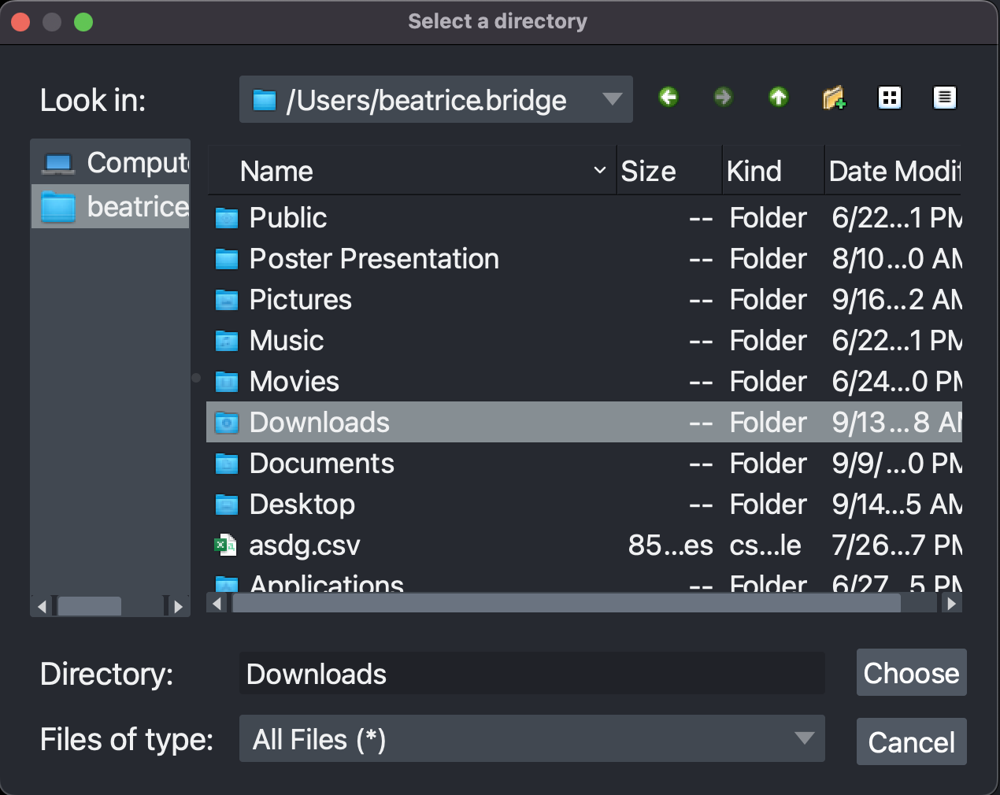 Select a directory
Look in: /Users/beatrice.bridge
Comput
beatrice
Name Size Kind Date Modif
Public -- Folder 6/22...1 PM
Poster Presentation -- Folder 8/10...0 AM
Pictures -- Folder 9/16...2 AM
Music -- Folder 6/22...1 PM
Movies -- Folder 6/24...0 PM
Downloads -- Folder 9/13...8 AM
Documents -- Folder 9/9/...0 PM
Desktop -- Folder 9/14...5 AM
asdg.csv 85...es cs...le 7/26...7 PM
Applications -- Folder 6/27...5 PM
Directory: Downloads Choose
Files of type: All Files (*) Cancel